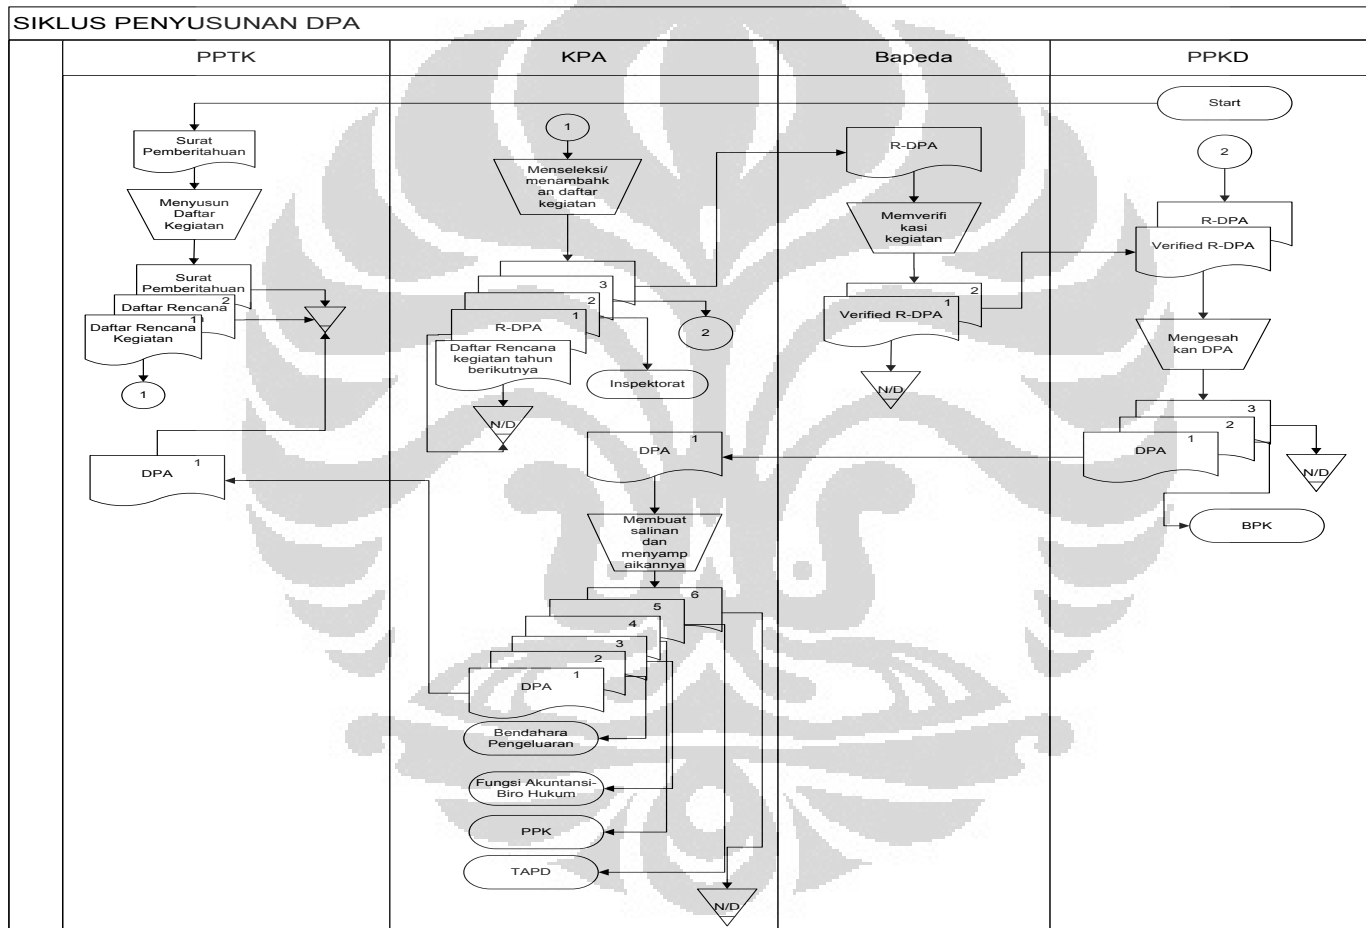 SIKLUS PENYUSUNAN DPA
PPTK
KPA
Bapeda
PPKD
Start
Surat
Pemberitahuan
Menyusun
Daftar
Kegiatan
Surat
Pemberitahuan
2
Daftar Rencana
1
Daftar Rencana
Kegiatan
1
1
DPA
1
Menseleksi/
menambahk
an daftar
kegiatan
3
2
1
R-DPA
Daftar Rencana
kegiatan tahun
berikutnya
N/D
2
Inspektorat
1
DPA
Membuat
salinan
dan
menyamp
aikannya
6
5
4
3
2
1
DPA
Bendahara
Pengeluaran
Fungsi Akuntansi-
Biro Hukum
PPK
TAPD
N/D
R-DPA
Memverifi
kasi
kegiatan
2
1
Verified R-DPA
N/D
2
R-DPA
Verified R-DPA
Mengesah
kan DPA
3
2
1
DPA
N/D
BPK